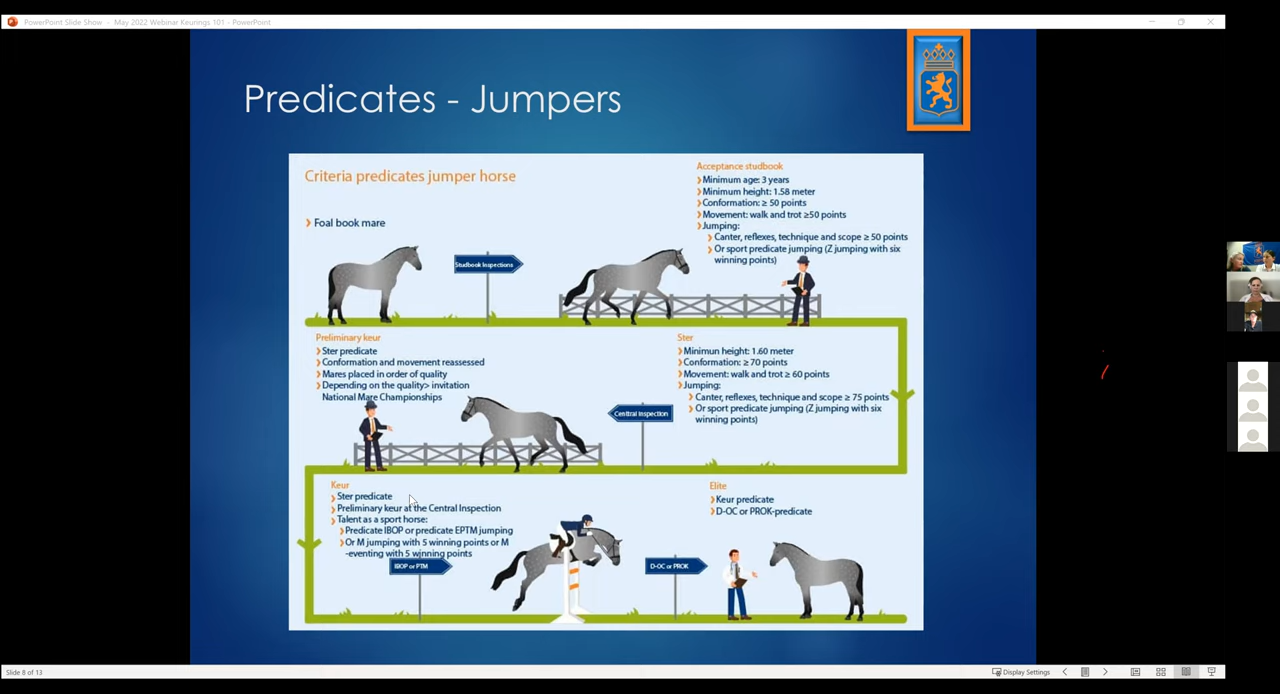 PowerPoint Slide Show - May 2022 Webinar Keurings 101 - PowerPoint
Predicates - Jumpers
Criteria predicates jumper horse
Foal book mare
Studbook Inspections
Acceptance studbook
Minimum age: 3 years
Minimum height: 1.58 meter
Conformation: ≥ 50 points
Movement: walk and trot ≥50 points
Jumping:
Canter, reflexes, technique and scope ≥ 50 points
Or sport predicate jumping (Z jumping with six
winning points)
Preliminary keur
Ster predicate
Conformation and movement reassessed
Mares placed in order of quality
Depending on the quality> invitation
National Mare Championships
Central Inspection
Ster
Minimun height: 1.60 meter
Conformation: ≥ 70 points
Movement: walk and trot ≥ 60 points
Jumping:
Canter, reflexes, technique and scope ≥ 75 points
Or sport predicate jumping (Z jumping with six
winning points)
Keur
Ster predicate
Preliminary keur at the Central Inspection
Talent as a sport horse:
Predicate IBOP or predicate EPTM jumping
Or M jumping with 5 winning points or M
-eventing with 5 winning points
IBOP or PTM
D-OC or PROK
Elite
Keur predicate
D-OC or PROK-predicate
Slide 8 of 13
Display Settings